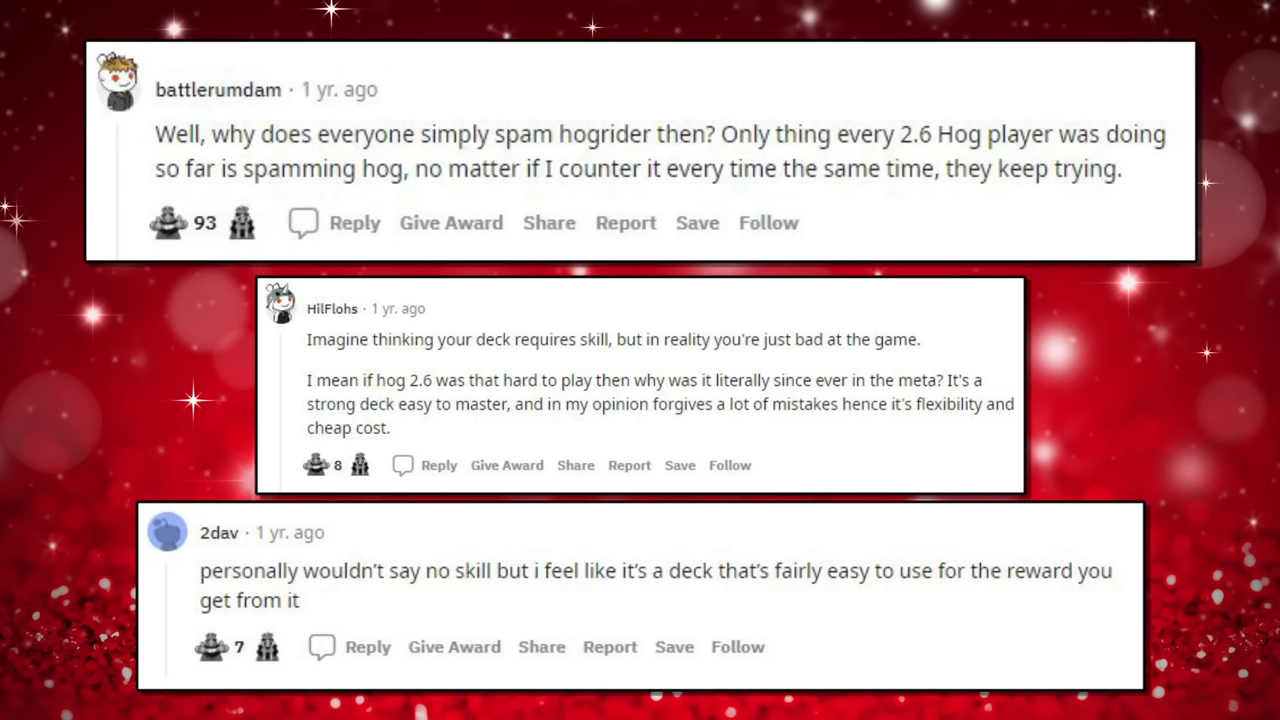 battlerumdam · 1 yr. ago
Well, why does everyone simply spam hogrider then? Only thing every 2.6 Hog player was doing
so far is spamming hog, no matter if I counter it every time the same time, they keep trying.
93 Reply Give Award Share Report Save Follow
HilFlohs · 1 yr. ago
Imagine thinking your deck requires skill, but in reality you're just bad at the game.
I mean if hog 2.6 was that hard to play then why was it literally since ever in the meta? It's a
strong deck easy to master, and in my opinion forgives a lot of mistakes hence it's flexibility and
cheap cost.
8 Reply Give Award Share Report Save Follow
2dav · 1 yr. ago
personally wouldn't say no skill but i feel like it's a deck that's fairly easy to use for the reward you
get from it
7 Reply Give Award Share Report Save Follow